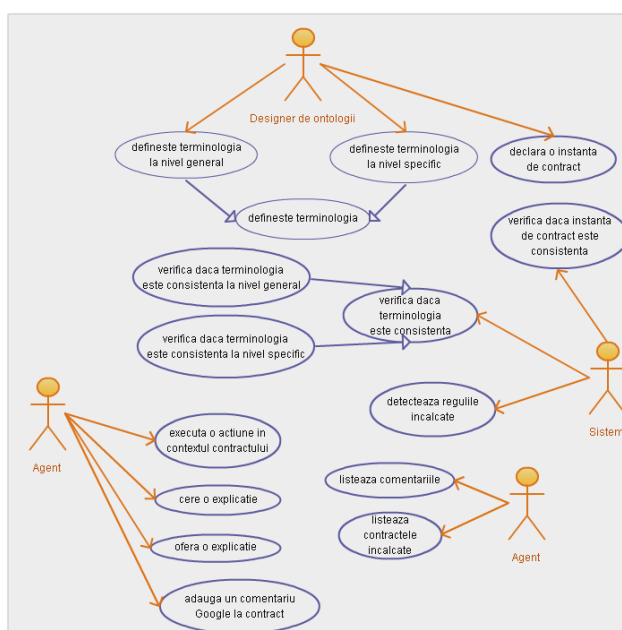 Designer de ontologii
defineste terminologia
la nivel general
defineste terminologia
la nivel specific
declara o instanta
de contract
defineste terminologia
verifica daca instanta
de contract este
consistenta
verifica daca terminologia
este consistenta la nivel general
verifica daca
terminologia
este consistenta
verifica daca terminologia
este consistenta la nivel specific
detecteaza regulile
incalcate
Sistem
executa o actiune in
contextul contractului
Agent
listeaza comentariile
cere o explicatie
listeaza
contractele
incalcate
ofera o explicatie
Agent
adauga un comentariu
Google la contract